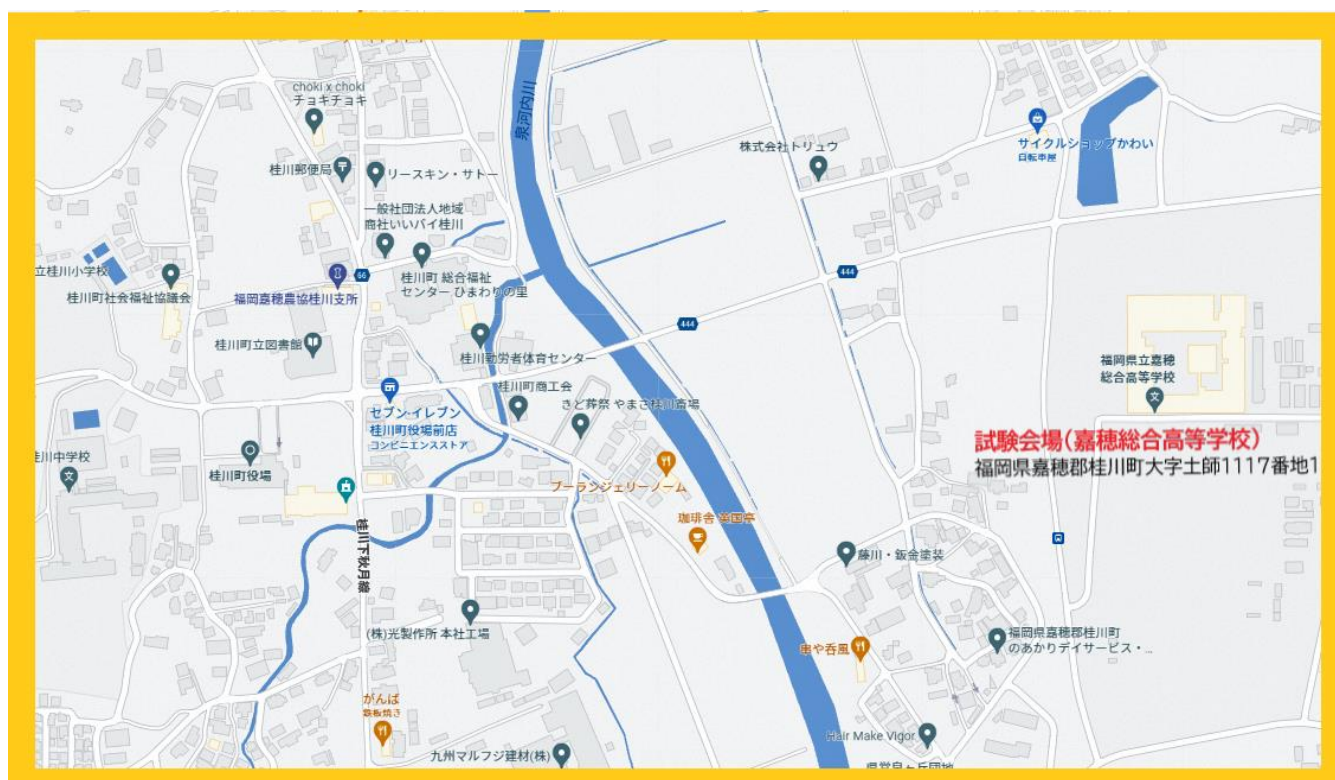 choki x choki
チョキチョキ
泉河内川
桂川郵便局
リースキン・サトー
株式会社トリュウ
サイクルショップかわい
自転車屋
一般社団法人地域
商社いいバイ桂川
立桂川小学校
桂川町社会福祉協議会
66
福岡嘉穂農協桂川支所
桂川町 総合福祉
センター ひまわりの里
444
444
桂川町立図書館
桂川勤労者体育センター
福岡県立嘉穂
総合高等学校
桂川町商工会
セブン-イレブン
桂川町役場前店
コンビニエンスストア
きど葬祭 やまさ桂川斎場
試験会場(嘉穂総合高等学校)
福岡県嘉穂郡桂川町大字土師1117番地1
桂川中学校
桂川町役場
ブーランジェリーノーム
珈琲舎 英国亭
桂川下秋月線
藤川・鈑金塗装
(株)光製作所 本社工場
串や呑風
福岡県嘉穂郡桂川町
のあかりデイサービス・...
がんば
鉄板焼き
九州マルフジ建材(株)
Hair Make Vigor
県営泉ヶ丘団地